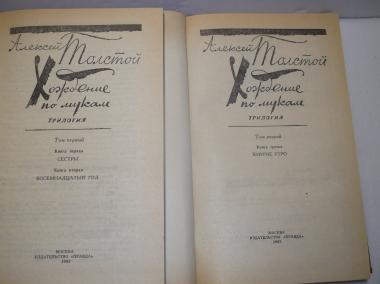 Алексей Толстой
Хождение
по мукам
ТРИЛОГИЯ
Том первый
Книга первая
СЕСТРЫ
Книга вторая
ВОСЕМНАДЦАТЫЙ ГОД
МОСКВА
ИЗДАТЕЛЬСТВО «ПРАВДА»
Алексей Толстой
Хождение
по мукам
ТРИЛОГИЯ
Том второй
Книга третья
ХМУРОЕ УТРО
МОСКВА
ИЗДАТЕЛЬСТВО «ПРАВДА»